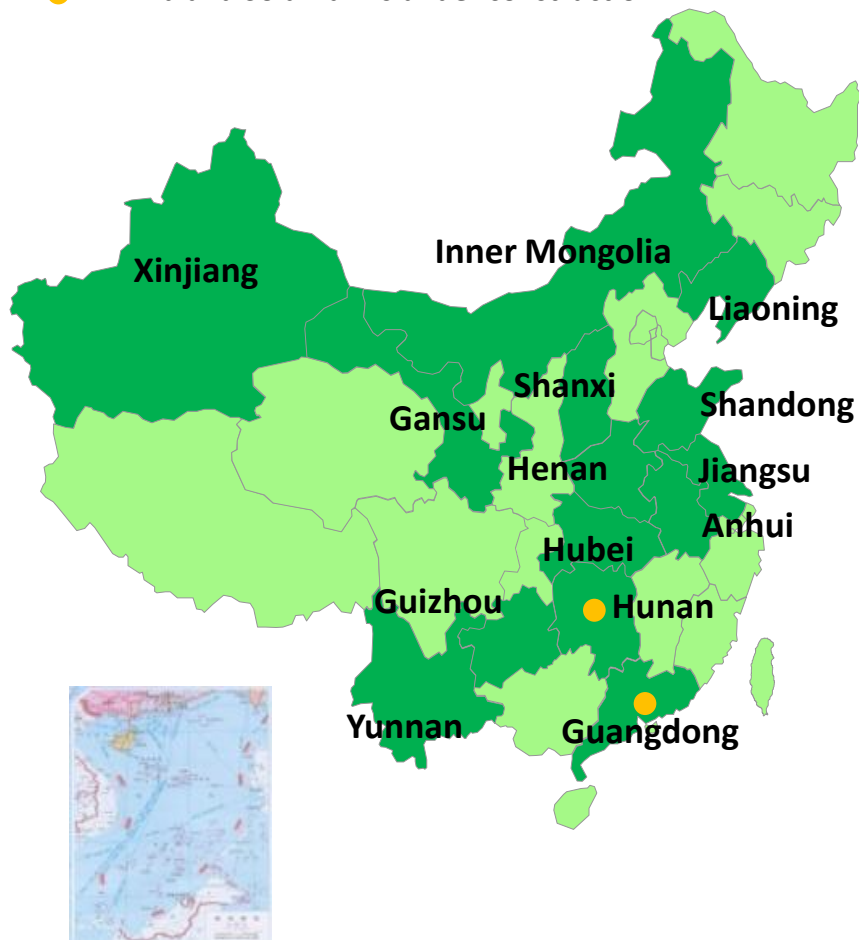 Inner Mongolia
Xinjiang
Liaoning
Shanxi
Shandong
Gansu
Henan
Jiangsu
Anhui
Hubei
Guizhou
Hunan
Yunnan
Guangdong